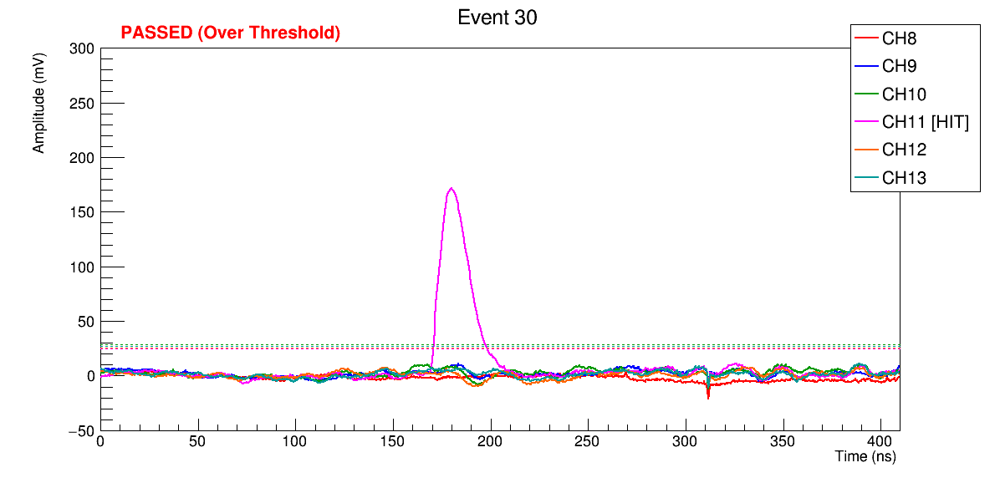 Event 30
PASSED (Over Threshold)
CH8
CH9
CH10
CH11 [HIT]
CH12
CH13
Amplitude (mV)
300
250
200
150
100
50
0
−50
0 50 100 150 200 250 300 350 400
Time (ns)